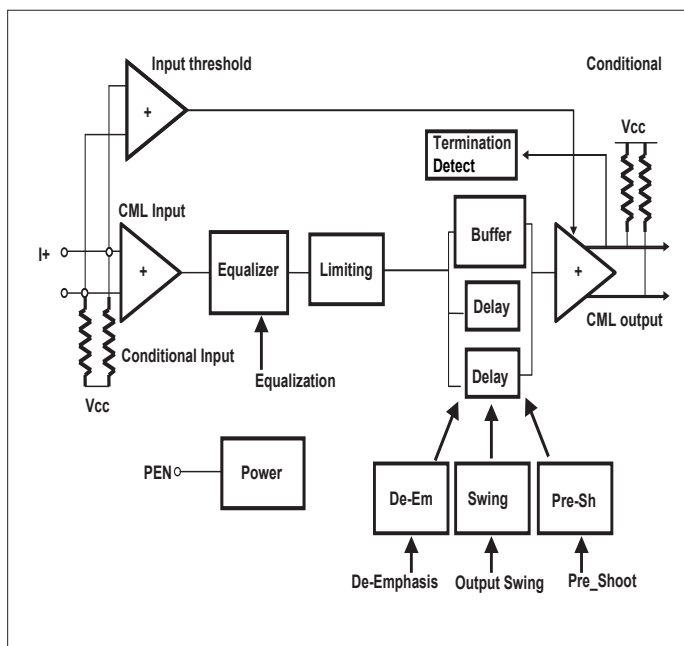 Input threshold
Conditional
+
Vcc
Termination
Detect
CML Input
Buffer
I+
+
Equalizer
Limiting
+
Delay
CML output
Conditional Input
Delay
Equalization
Vcc
PEN
Power
De-Em
Swing
Pre-Sh
De-Emphasis
Output Swing
Pre_Shoot